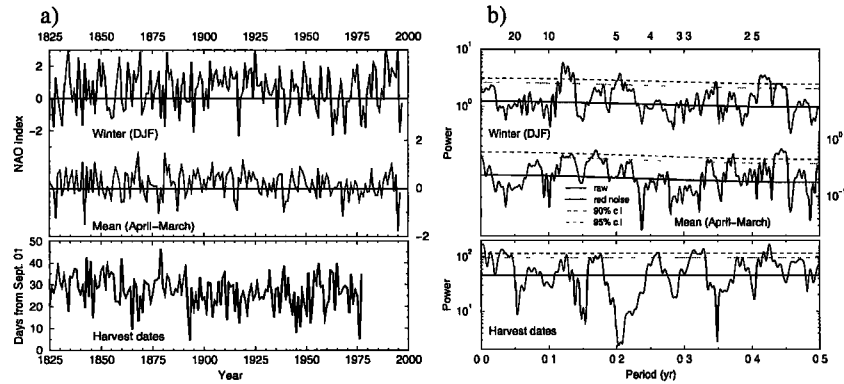 a)
1825 1850 1875 1900 1925 1950 1975 2000
2
0
−2
NAO index
Winter (DJF)
2
0
−2
Mean (April–March)
50
40
30
20
10
0
Days from Sept. 01
Harvest dates
1825 1850 1875 1900 1925 1950 1975 2000
Year
b)
20 10 5 4 3 3 2 5
10¹
10⁰
Power
Winter (DJF)
10⁰
10⁻¹
raw
red noise
90% c.l
95% c.l
Mean (April–March)
10²
10¹
Power
Harvest dates
0 0 0 1 0 2 0 3 0 4 0 5
Period (yr)